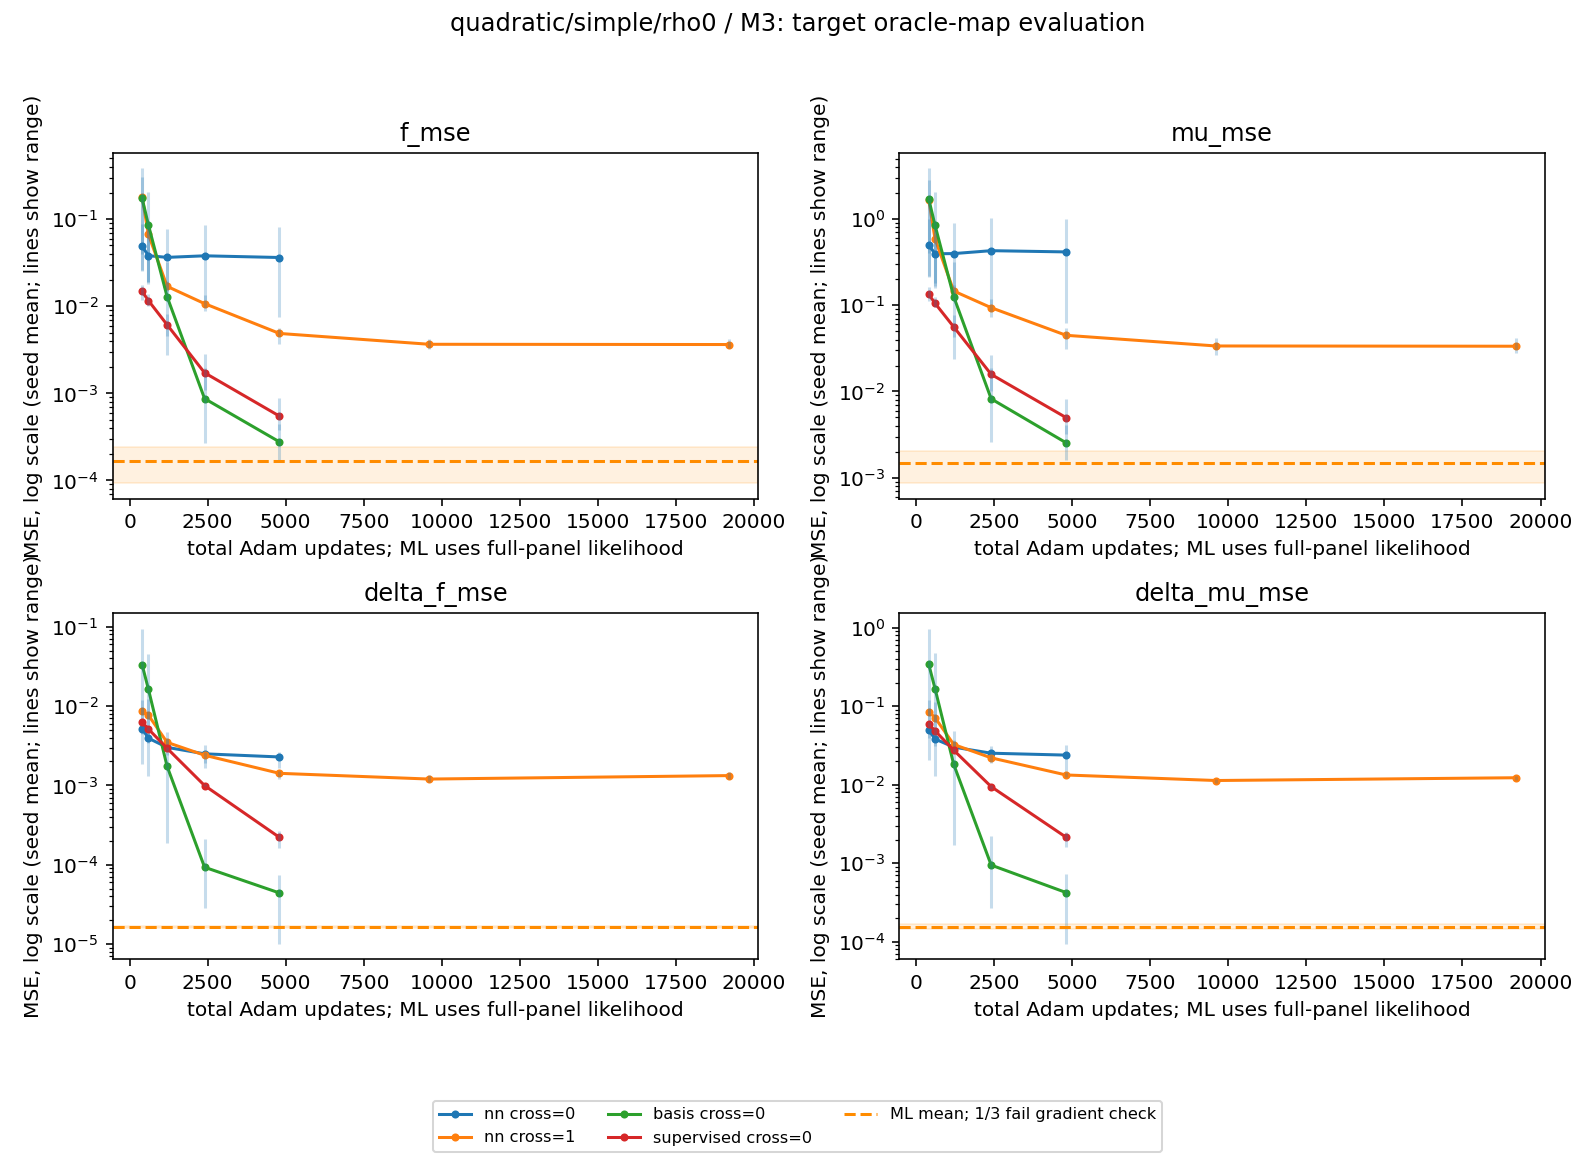 quadratic/simple/rho0 / M3: target oracle-map evaluation
f_mse
MSE, log scale (seed mean; lines show range)
10⁻¹
10⁻²
10⁻³
10⁻⁴
0 2500 5000 7500 10000 12500 15000 17500 20000
total Adam updates; ML uses full-panel likelihood
mu_mse
MSE, log scale (seed mean; lines show range)
10⁰
10⁻¹
10⁻²
10⁻³
0 2500 5000 7500 10000 12500 15000 17500 20000
total Adam updates; ML uses full-panel likelihood
delta_f_mse
MSE, log scale (seed mean; lines show range)
10⁻¹
10⁻²
10⁻³
10⁻⁴
10⁻⁵
0 2500 5000 7500 10000 12500 15000 17500 20000
total Adam updates; ML uses full-panel likelihood
delta_mu_mse
MSE, log scale (seed mean; lines show range)
10⁰
10⁻¹
10⁻²
10⁻³
10⁻⁴
0 2500 5000 7500 10000 12500 15000 17500 20000
total Adam updates; ML uses full-panel likelihood
nn cross=0
nn cross=1
basis cross=0
supervised cross=0
ML mean; 1/3 fail gradient check